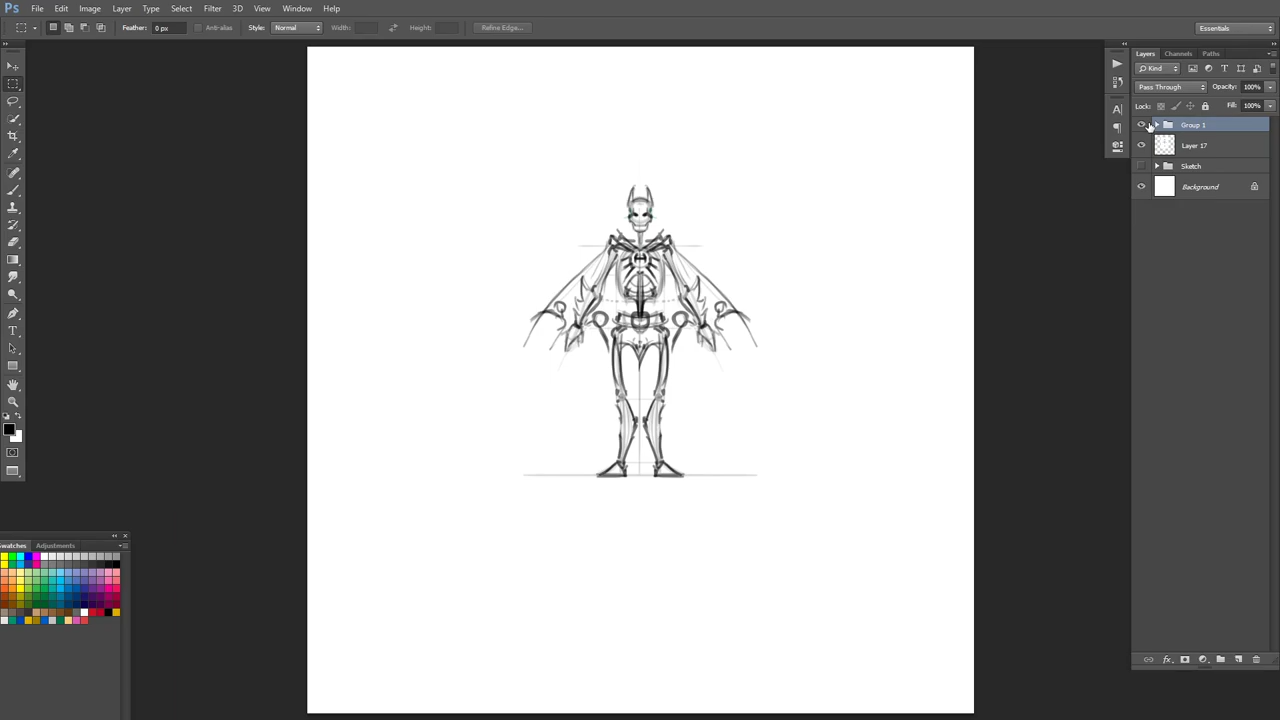 Ps File Edit Image Layer Type Select Filter 3D View Window Help
Feather: 0 px Anti-alias Style: Normal Width: Height: Refine Edge... Essentials
Layers Channels Paths
Kind
Pass Through Opacity: 100%
Lock: Fill: 100%
Group 1
Layer 17
Sketch
Background
Swatches Adjustments